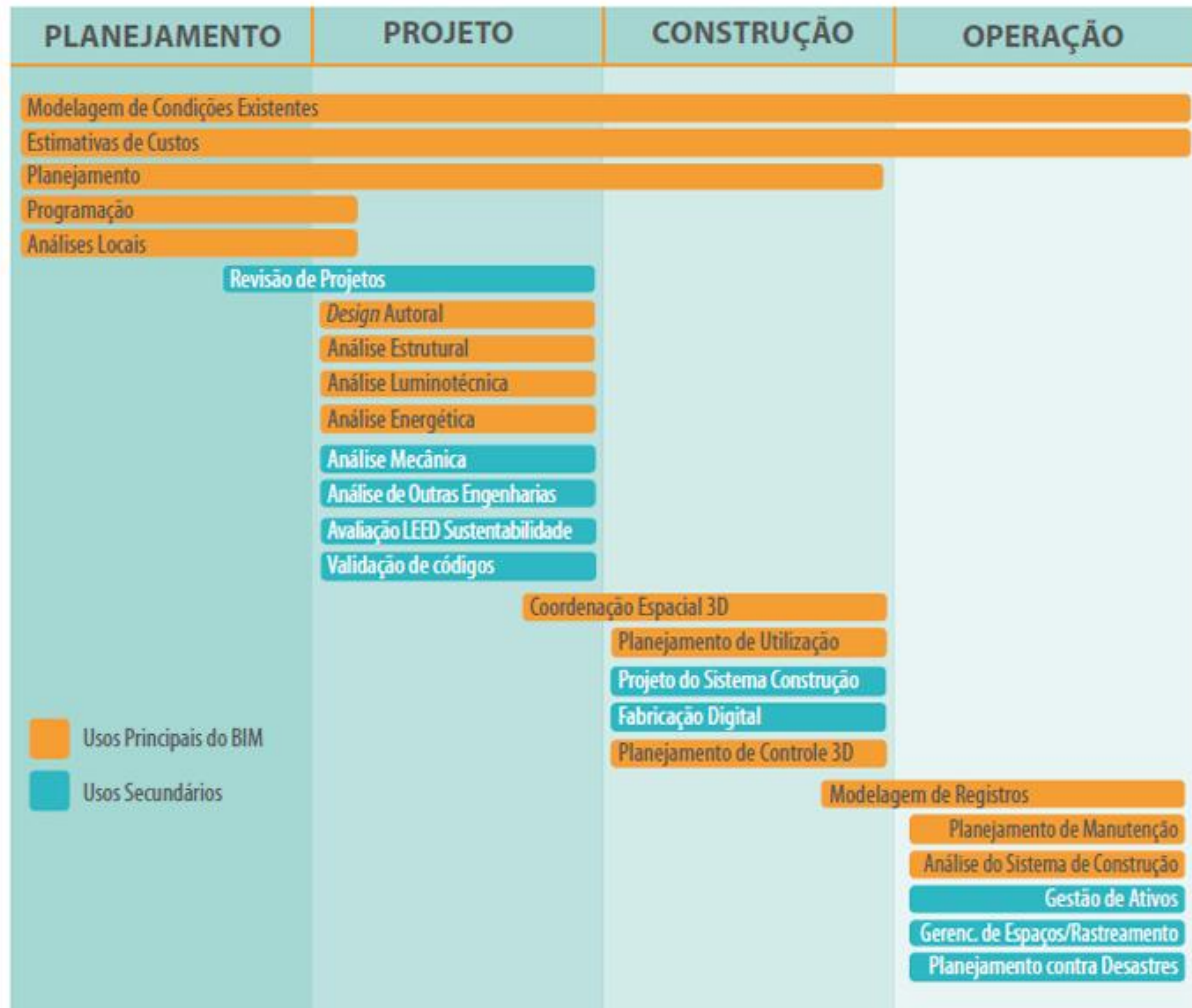 PLANEJAMENTO
PROJETO
CONSTRUÇÃO
OPERAÇÃO
Modelagem de Condições Existentes
Estimativas de Custos
Planejamento
Programação
Análises Locais
Revisão de Projetos
Design Autoral
Análise Estrutural
Análise Luminotécnica
Análise Energética
Análise Mecânica
Análise de Outras Engenharias
Avaliação LEED Sustentabilidade
Validação de códigos
Coordenação Espacial 3D
Planejamento de Utilização
Projeto do Sistema Construção
Fabricação Digital
Planejamento de Controle 3D
Modelagem de Registros
Planejamento de Manutenção
Análise do Sistema de Construção
Gestão de Ativos
Gerenc. de Espaços/Rastreamento
Planejamento contra Desastres
Usos Principais do BIM
Usos Secundários